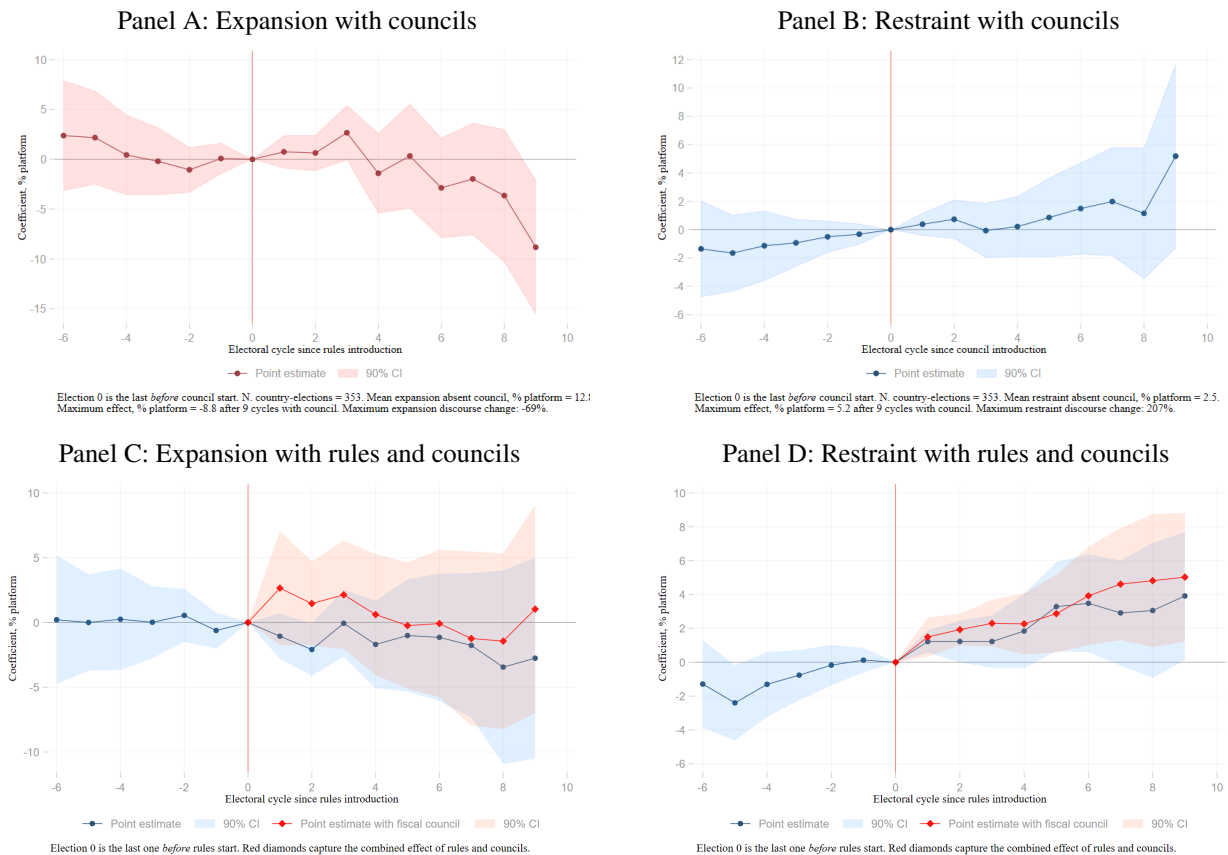 Panel A: Expansion with councils
10
5
0
-5
-10
-15
Coefficient, % platform
-6 -4 -2 0 2 4 6 8 10
Electoral cycle since rules introduction
Point estimate 90% CI
Election 0 is the last before council start. N. country-elections = 353. Mean expansion absent council, % platform = 12.8
Maximum effect, % platform = -8.8 after 9 cycles with council. Maximum expansion discourse change: -69%.
Panel B: Restraint with councils
12
10
8
6
4
2
0
-2
-4
-6
Coefficient, % platform
-6 -4 -2 0 2 4 6 8 10
Electoral cycle since council introduction
Point estimate 90% CI
Election 0 is the last before council start. N. country-elections = 353. Mean restraint absent council, % platform = 2.5.
Maximum effect, % platform = 5.2 after 9 cycles with council. Maximum restraint discourse change: 207%.
Panel C: Expansion with rules and councils
10
5
0
-5
-10
Coefficient, % platform
-6 -4 -2 0 2 4 6 8 10
Electoral cycle since rules introduction
Point estimate 90% CI Point estimate with fiscal council 90% CI
Election 0 is the last one before rules start. Red diamonds capture the combined effect of rules and councils.
Panel D: Restraint with rules and councils
10
8
6
4
2
0
-2
-4
-6
Coefficient, % platform
-6 -4 -2 0 2 4 6 8 10
Electoral cycle since rules introduction
Point estimate 90% CI Point estimate with fiscal council 90% CI
Election 0 is the last one before rules start. Red diamonds capture the combined effect of rules and councils.